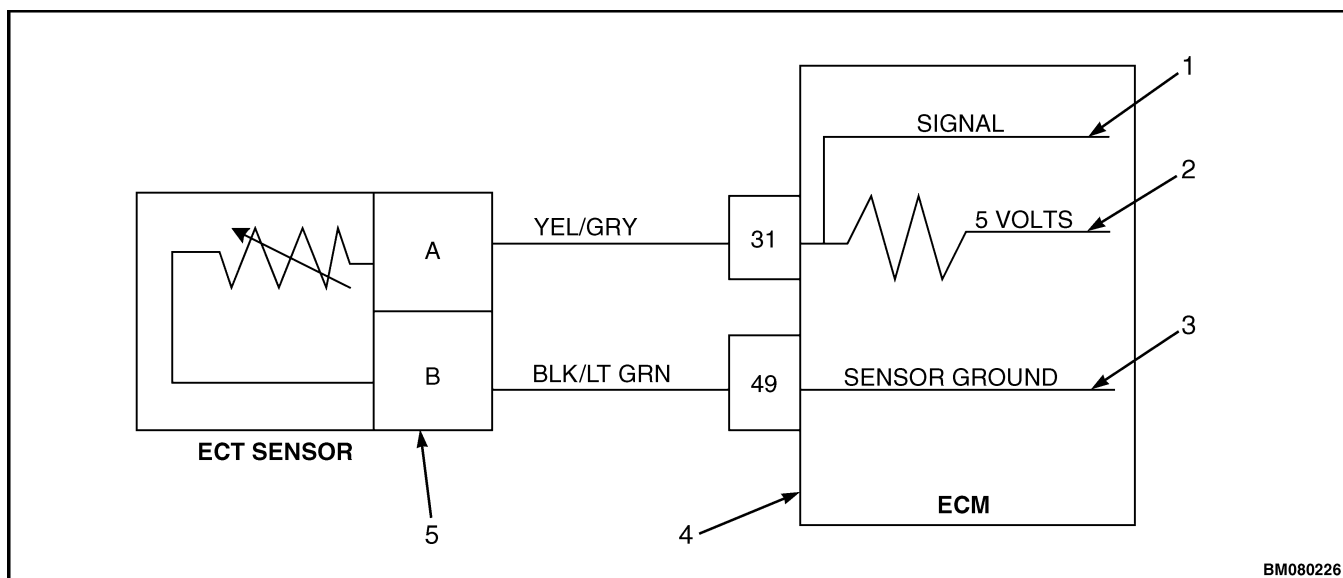 1
SIGNAL
2
5 VOLTS
YEL/GRY
31
A
3
BLK/LT GRN
49
SENSOR GROUND
B
ECT SENSOR
ECM
4
5
BM080226